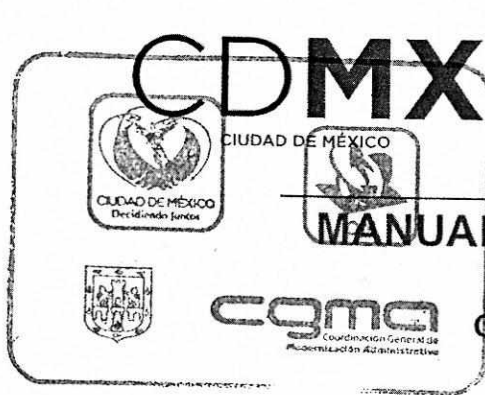 CDMX
CIUDAD DE MÉXICO
CIUDAD DE MÉXICO
Decidiendo Juntos
MANUAL
cgma
Coordinación General de
Modernización Administrativa